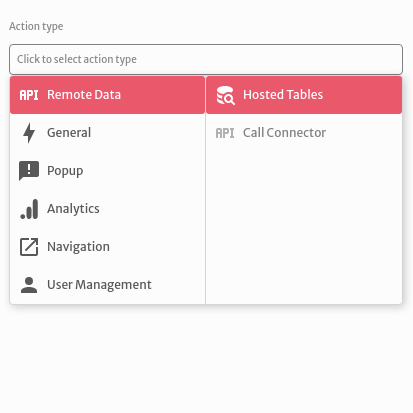 Action type
Click to select action type
API Remote Data
API Hosted Tables
General
API Call Connector
Popup
Analytics
Navigation
User Management